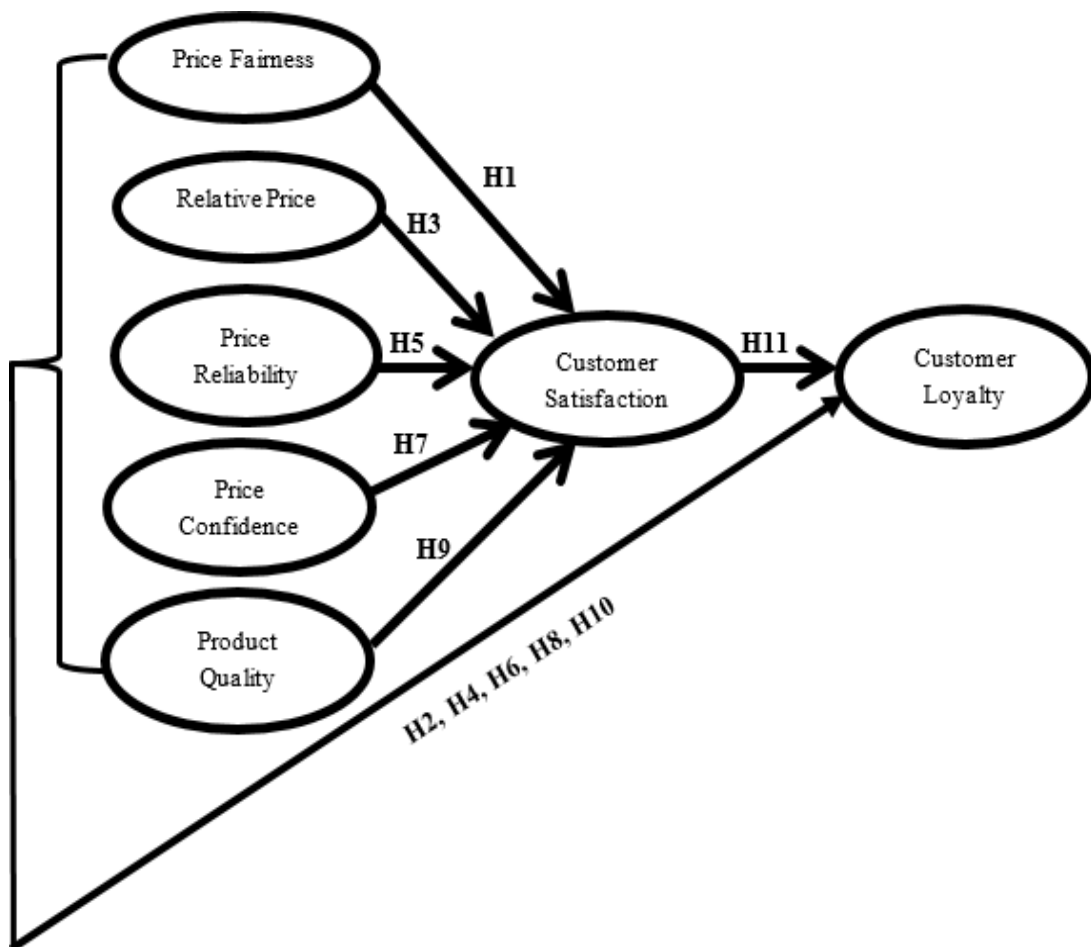 Price Fairness
H1
Relative Price
H3
Price
Reliability
H5
Customer
Satisfaction
H11
Customer
Loyalty
H7
Price
Confidence
H9
Product
Quality
H2, H4, H6, H8, H10